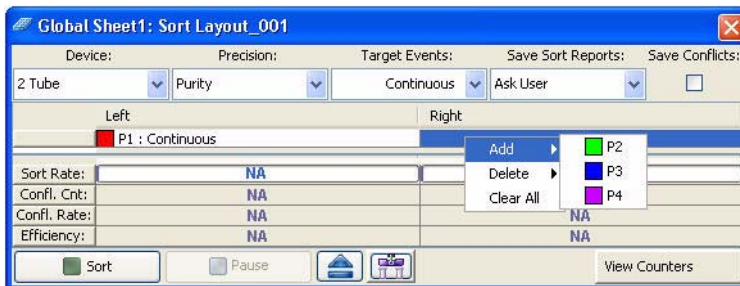 Global Sheet1: Sort Layout_001
Device: Precision: Target Events: Save Sort Reports: Save Conflicts:
2 Tube Purity Continuous Ask User
Left Right
P1 : Continuous
Add P2
Delete P3
Clear All P4
Sort Rate: NA
Confl. Cnt: NA
Confl. Rate: NA NA
Efficiency: NA NA
Sort Pause View Counters